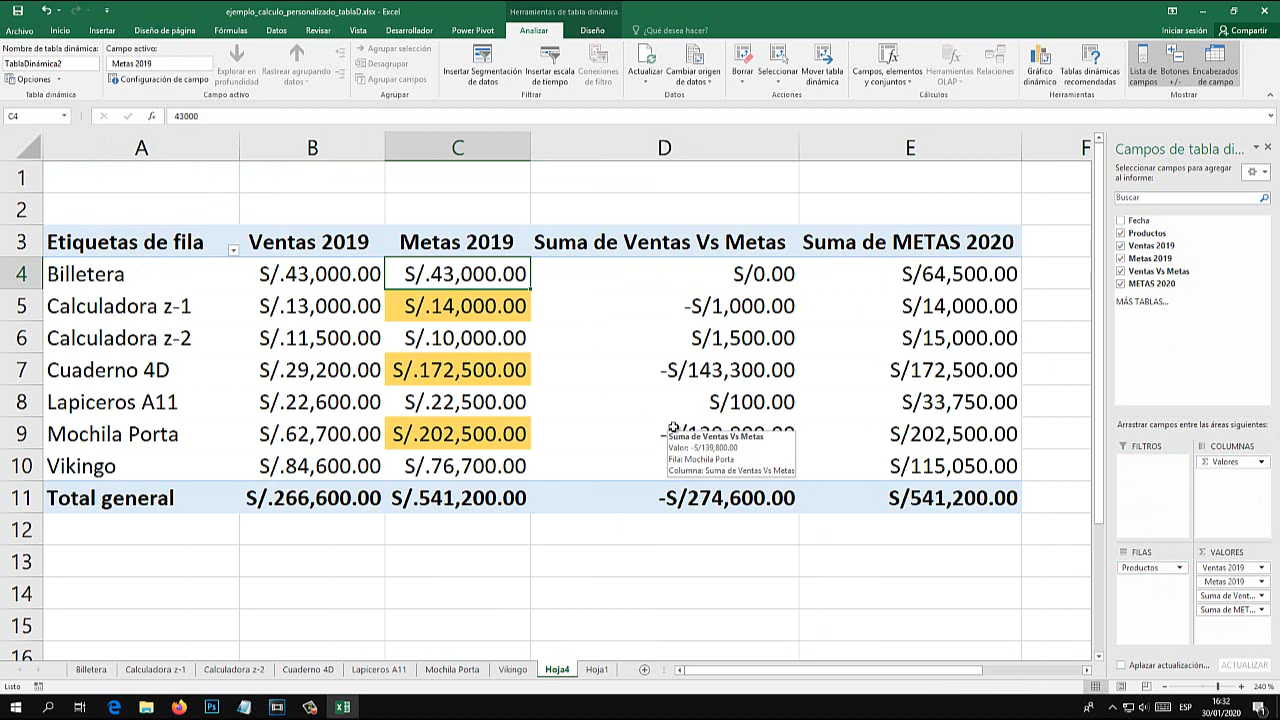 ejemplo_calculo_personalizado_tablaD.xlsx - Excel
Herramientas de tabla dinámica
Archivo Inicio Insertar Diseño de página Fórmulas Datos Revisar Vista Desarrollador Power Pivot Analizar Diseño ¿Qué desea hacer? Iniciar sesión Compartir
Nombre de tabla dinámica:
TablaDinámica2
Opciones
Tabla dinámica
Campo activo:
Metas 2019
Configuración de campo
Explorar en profundidad
Rastrear agrupando datos
Campo activo
Agrupar selección
Desagrupar
Agrupar campos
Agrupar
Insertar Segmentación de datos
Insertar escala de tiempo
Conexiones de filtro
Filtrar
Actualizar
Cambiar origen de datos
Datos
Borrar
Seleccionar
Mover tabla dinámica
Acciones
Campos, elementos y conjuntos
Herramientas OLAP
Relaciones
Cálculos
Gráfico dinámico
Tablas dinámicas recomendadas
Herramientas
Lista de campos
Botones +/-
Encabezados de campo
Mostrar
C4 fx 43000
A B C D E F
1
2
3 Etiquetas de fila Ventas 2019 Metas 2019 Suma de Ventas Vs Metas Suma de METAS 2020
4 Billetera S/.43,000.00 S/.43,000.00 S/0.00 S/64,500.00
5 Calculadora z-1 S/.13,000.00 S/.14,000.00 -S/1,000.00 S/14,000.00
6 Calculadora z-2 S/.11,500.00 S/.10,000.00 S/1,500.00 S/15,000.00
7 Cuaderno 4D S/.29,200.00 S/.172,500.00 -S/143,300.00 S/172,500.00
8 Lapiceros A11 S/.22,600.00 S/.22,500.00 S/100.00 S/33,750.00
9 Mochila Porta S/.62,700.00 S/.202,500.00 -S/139,800.00 S/202,500.00
Suma de Ventas Vs Metas
Valor: -S/139,800.00
Fila: Mochila Porta
Columna: Suma de Ventas Vs Metas
10 Vikingo S/.84,600.00 S/.76,700.00 S/115,050.00
11 Total general S/.266,600.00 S/.541,200.00 -S/274,600.00 S/541,200.00
12
13
14
15
16
Campos de tabla di...
Seleccionar campos para agregar al informe:
Buscar
Fecha
Productos
Ventas 2019
Metas 2019
Ventas Vs Metas
METAS 2020
MÁS TABLAS...
Arrastrar campos entre las áreas siguientes:
FILTROS
COLUMNAS
Σ Valores
FILAS
Productos
Σ VALORES
Ventas 2019
Metas 2019
Suma de Vent...
Suma de MET...
Aplazar actualización... ACTUALIZAR
Billetera Calculadora z-1 Calculadora z-2 Cuaderno 4D Lapiceros A11 Mochila Porta Vikingo Hoja4 Hoja1
Listo
240 %
ESP
16:32
30/01/2020